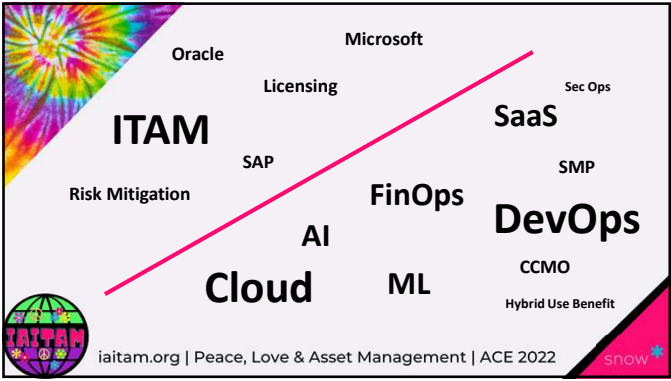 Microsoft
Oracle
Licensing
Sec Ops
SaaS
ITAM
SAP
SMP
Risk Mitigation
FinOps
DevOps
AI
CCMO
Cloud
ML
Hybrid Use Benefit
IAITAM
iaitam.org | Peace, Love & Asset Management | ACE 2022
snow